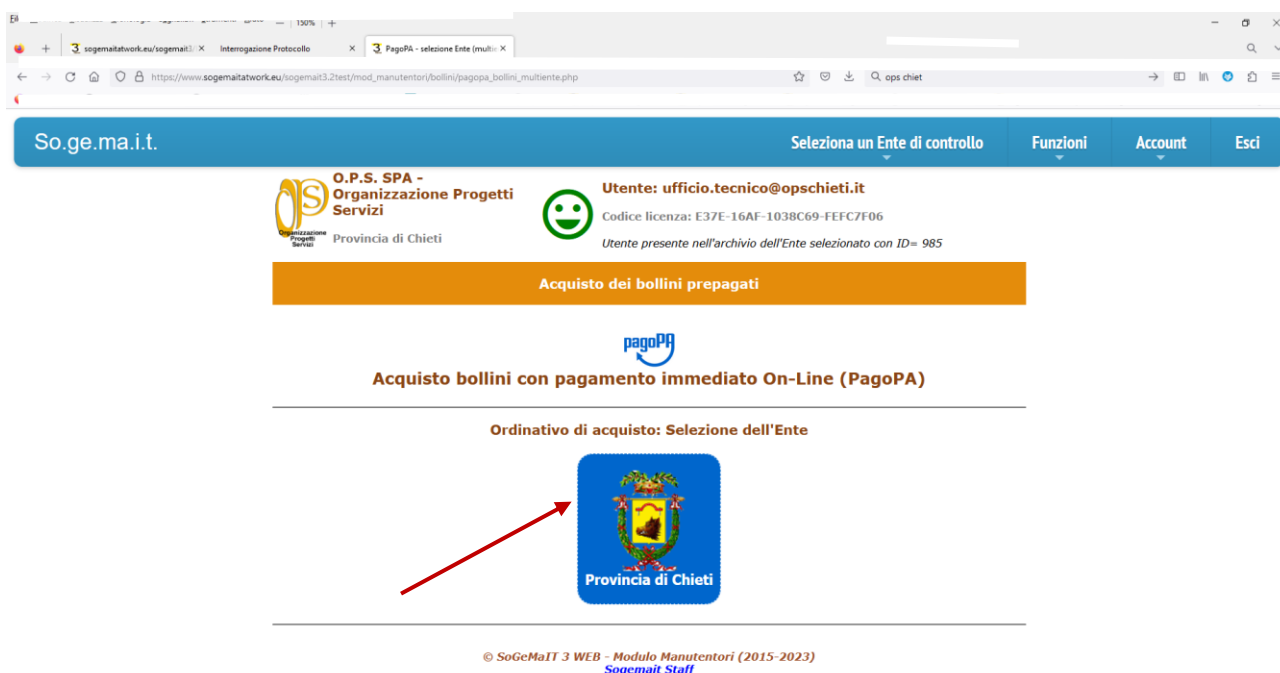 150%
sogemaitatwork.eu/sogemait3/
Interrogazione Protocollo
PagoPA - selezione Ente (multie
https://www.sogemaitatwork.eu/sogemait3.2test/mod_manutentori/bollini/pagopa_bollini_multiente.php
ops chiet
So.ge.ma.i.t.
Seleziona un Ente di controllo
Funzioni
Account
Esci
Organizzazione
Progetti
Servizi
O.P.S. SPA -
Organizzazione Progetti
Servizi
Provincia di Chieti
Utente: ufficio.tecnico@opschieti.it
Codice licenza: E37E-16AF-1038C69-FEFC7F06
Utente presente nell'archivio dell'Ente selezionato con ID= 985
Acquisto dei bollini prepagati
pagoPA
Acquisto bollini con pagamento immediato On-Line (PagoPA)
Ordinativo di acquisto: Selezione dell'Ente
Provincia di Chieti
© SoGeMaIT 3 WEB - Modulo Manutentori (2015-2023)
Sogemait Staff